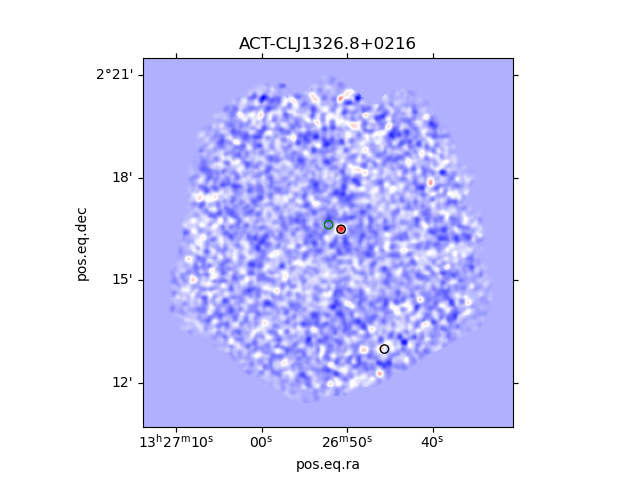 ACT-CLJ1326.8+0216
2°21'
18'
15'
12'
pos.eq.dec
13ʰ27ᵐ10ˢ 00ˢ 26ᵐ50ˢ 40ˢ
pos.eq.ra